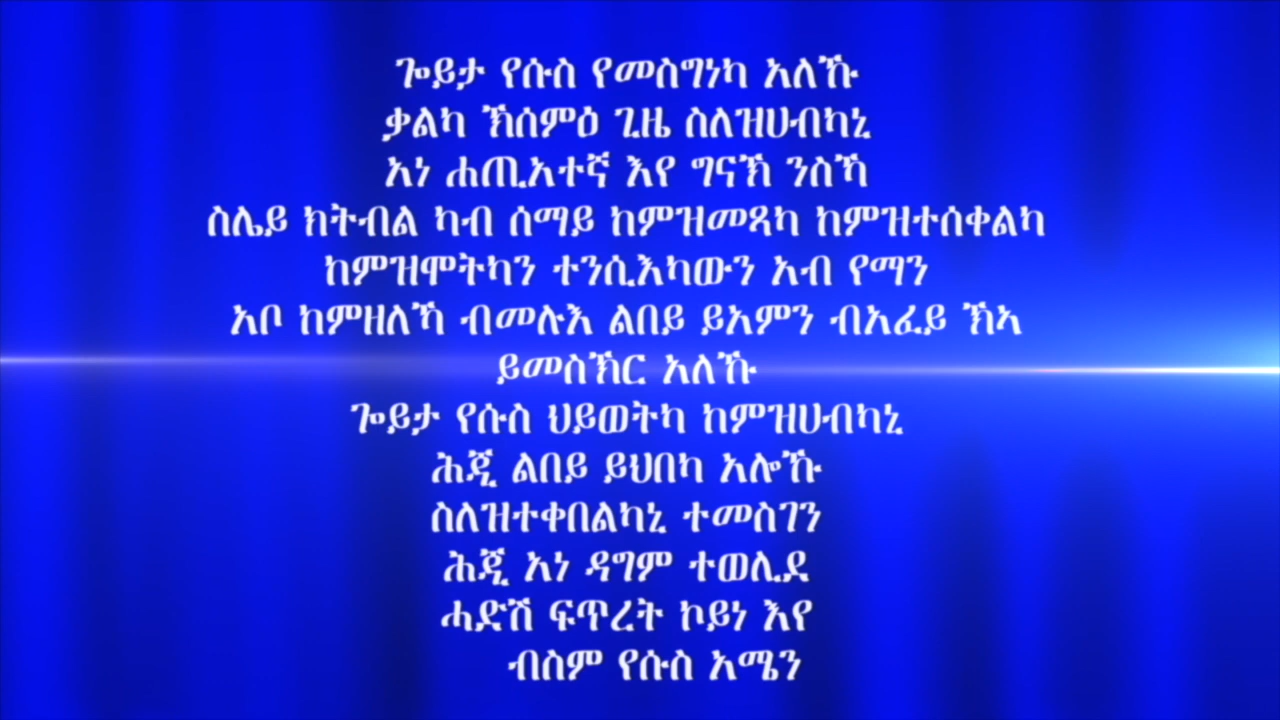 ጐይታ የሱስ የመስግነካ አለኹ
ቃልካ ኽሰምዕ ጊዜ ስለዝሀብካኒ
አነ ሐጢአተኛ እየ ግናኽ ንስኻ
ስሌይ ክትብል ካብ ሰማይ ከምዝመጻካ ከምዝተሰቀልካ
ከምዝሞትካን ተንሲእካውን አብ የማን
አቦ ከምዘለኻ ብመሉእ ልበይ ይአምን ብአፈይ ኽኣ
ይመስኽር አለኹ
ጐይታ የሱስ ህይወትካ ከምዝሀብካኒ
ሕጂ ልበይ ይህበካ አሎኹ
ስለዝተቀበልካኒ ተመስገን
ሕጂ አነ ዳግም ተወሊደ
ሓድሽ ፍጥረት ኮይነ እየ
ብስም የሱስ አሜን